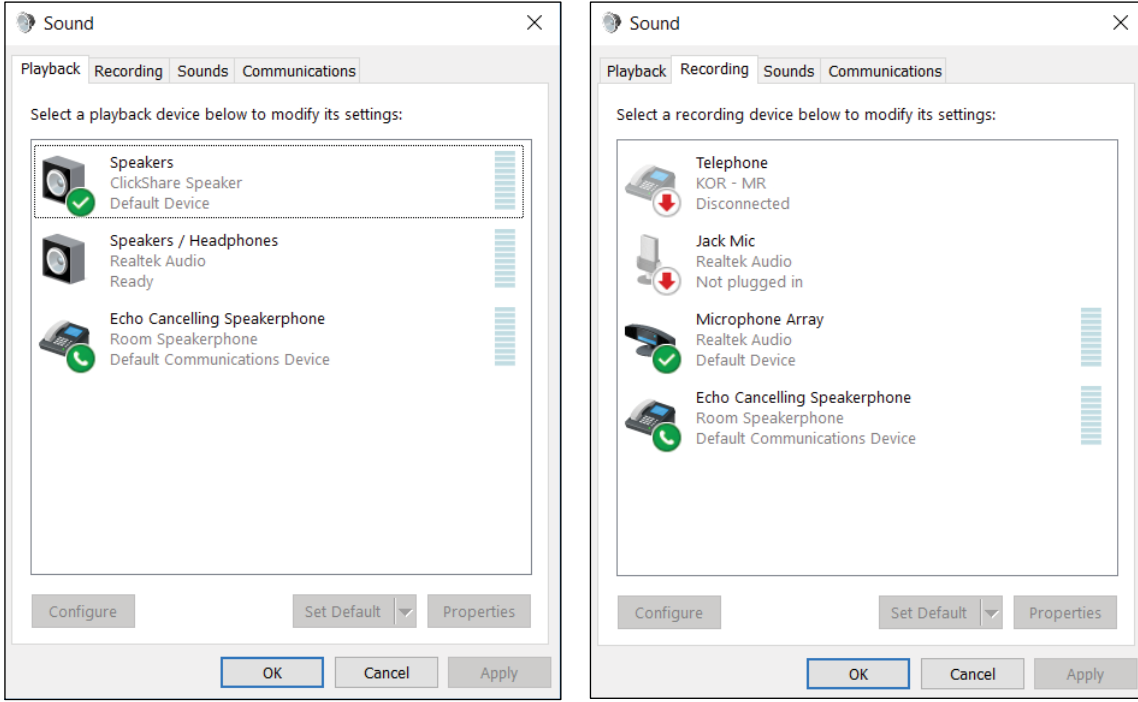 Sound
Playback Recording Sounds Communications
Select a playback device below to modify its settings:
Speakers
ClickShare Speaker
Default Device
Speakers / Headphones
Realtek Audio
Ready
Echo Cancelling Speakerphone
Room Speakerphone
Default Communications Device
Configure Set Default Properties
OK Cancel Apply
Sound
Playback Recording Sounds Communications
Select a recording device below to modify its settings:
Telephone
KOR - MR
Disconnected
Jack Mic
Realtek Audio
Not plugged in
Microphone Array
Realtek Audio
Default Device
Echo Cancelling Speakerphone
Room Speakerphone
Default Communications Device
Configure Set Default Properties
OK Cancel Apply